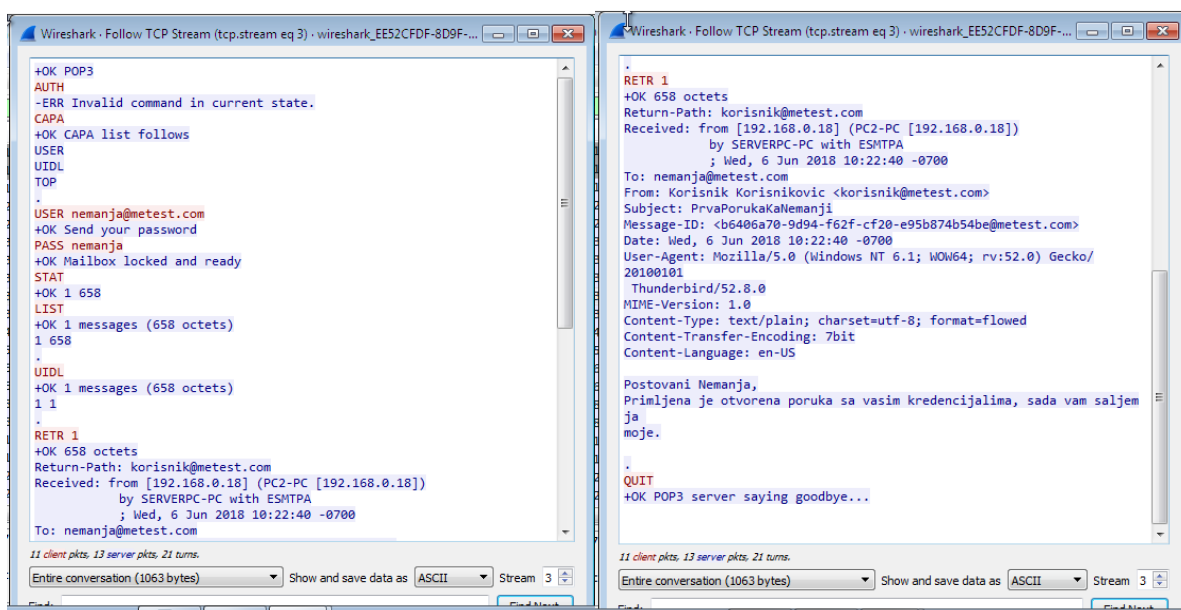 Wireshark · Follow TCP Stream (tcp.stream eq 3) · wireshark_EE52CFDF-8D9F-...
+OK POP3
AUTH
-ERR Invalid command in current state.
CAPA
+OK CAPA list follows
USER
UIDL
TOP
.
USER nemanja@metest.com
+OK Send your password
PASS nemanja
+OK Mailbox locked and ready
STAT
+OK 1 658
LIST
+OK 1 messages (658 octets)
1 658
.
UIDL
+OK 1 messages (658 octets)
1 1
.
RETR 1
+OK 658 octets
Return-Path: korisnik@metest.com
Received: from [192.168.0.18] (PC2-PC [192.168.0.18])
by SERVERPC-PC with ESMTPA
; Wed, 6 Jun 2018 10:22:40 -0700
To: nemanja@metest.com
11 client pkts, 13 server pkts, 21 turns.
Entire conversation (1063 bytes) Show and save data as ASCII Stream 3
Find: Find Next
Wireshark · Follow TCP Stream (tcp.stream eq 3) · wireshark_EE52CFDF-8D9F-...
.
RETR 1
+OK 658 octets
Return-Path: korisnik@metest.com
Received: from [192.168.0.18] (PC2-PC [192.168.0.18])
by SERVERPC-PC with ESMTPA
; Wed, 6 Jun 2018 10:22:40 -0700
To: nemanja@metest.com
From: Korisnik Korisnikovic <korisnik@metest.com>
Subject: PrvaPorukaKaNemanji
Message-ID: <b6406a70-9d94-f62f-cf20-e95b874b54be@metest.com>
Date: Wed, 6 Jun 2018 10:22:40 -0700
User-Agent: Mozilla/5.0 (Windows NT 6.1; WOW64; rv:52.0) Gecko/
20100101
Thunderbird/52.8.0
MIME-Version: 1.0
Content-Type: text/plain; charset=utf-8; format=flowed
Content-Transfer-Encoding: 7bit
Content-Language: en-US
Postovani Nemanja,
Primljena je otvorena poruka sa vasim kredencijalima, sada vam saljem
ja
moje.
.
QUIT
+OK POP3 server saying goodbye...
11 client pkts, 13 server pkts, 21 turns.
Entire conversation (1063 bytes) Show and save data as ASCII Stream 3
Find: Find Next